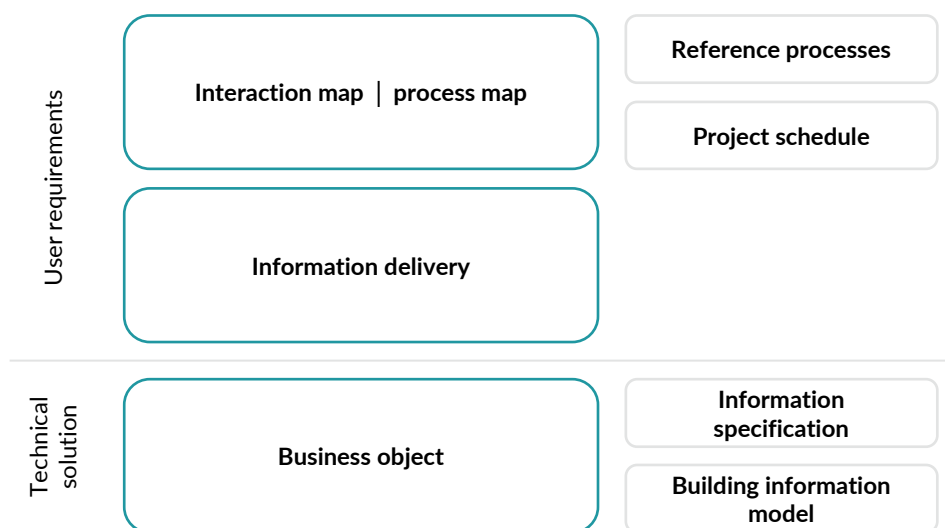 User requirements
Interaction map | process map
Reference processes
Project schedule
Information delivery
Technical
solution
Business object
Information
specification
Building information
model